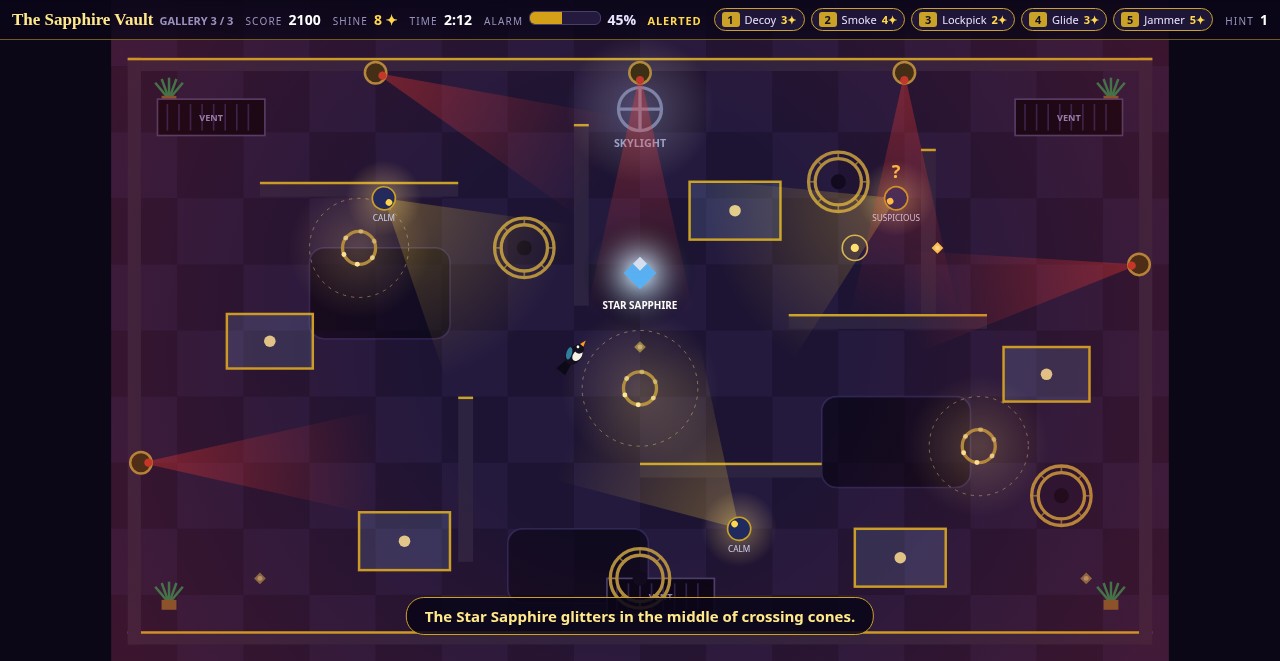 The Sapphire Vault GALLERY 3 / 3 SCORE 2100 SHINE 8 ✦ TIME 2:12 ALARM 45% ALERTED 1 Decoy 3✦ 2 Smoke 4✦ 3 Lockpick 2✦ 4 Glide 3✦ 5 Jammer 5✦ HINT 1
VENT
VENT
SKYLIGHT
?
CALM
SUSPICIOUS
STAR SAPPHIRE
CALM
The Star Sapphire glitters in the middle of crossing cones.